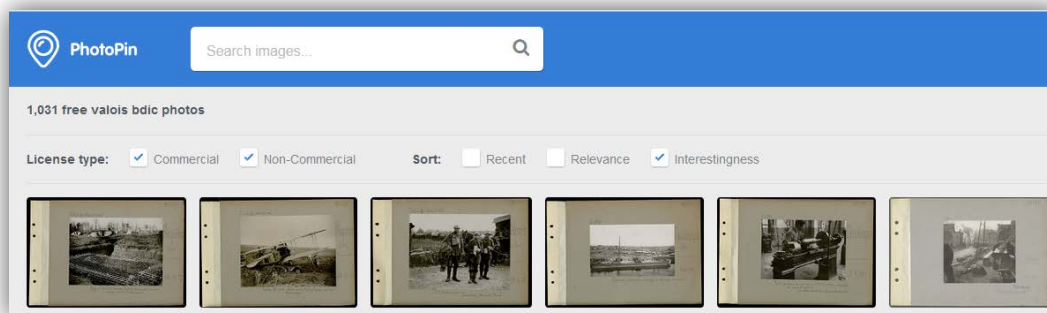 PhotoPin
Search images...
1,031 free valois bdic photos
License type: Commercial Non-Commercial Sort: Recent Relevance Interestingness